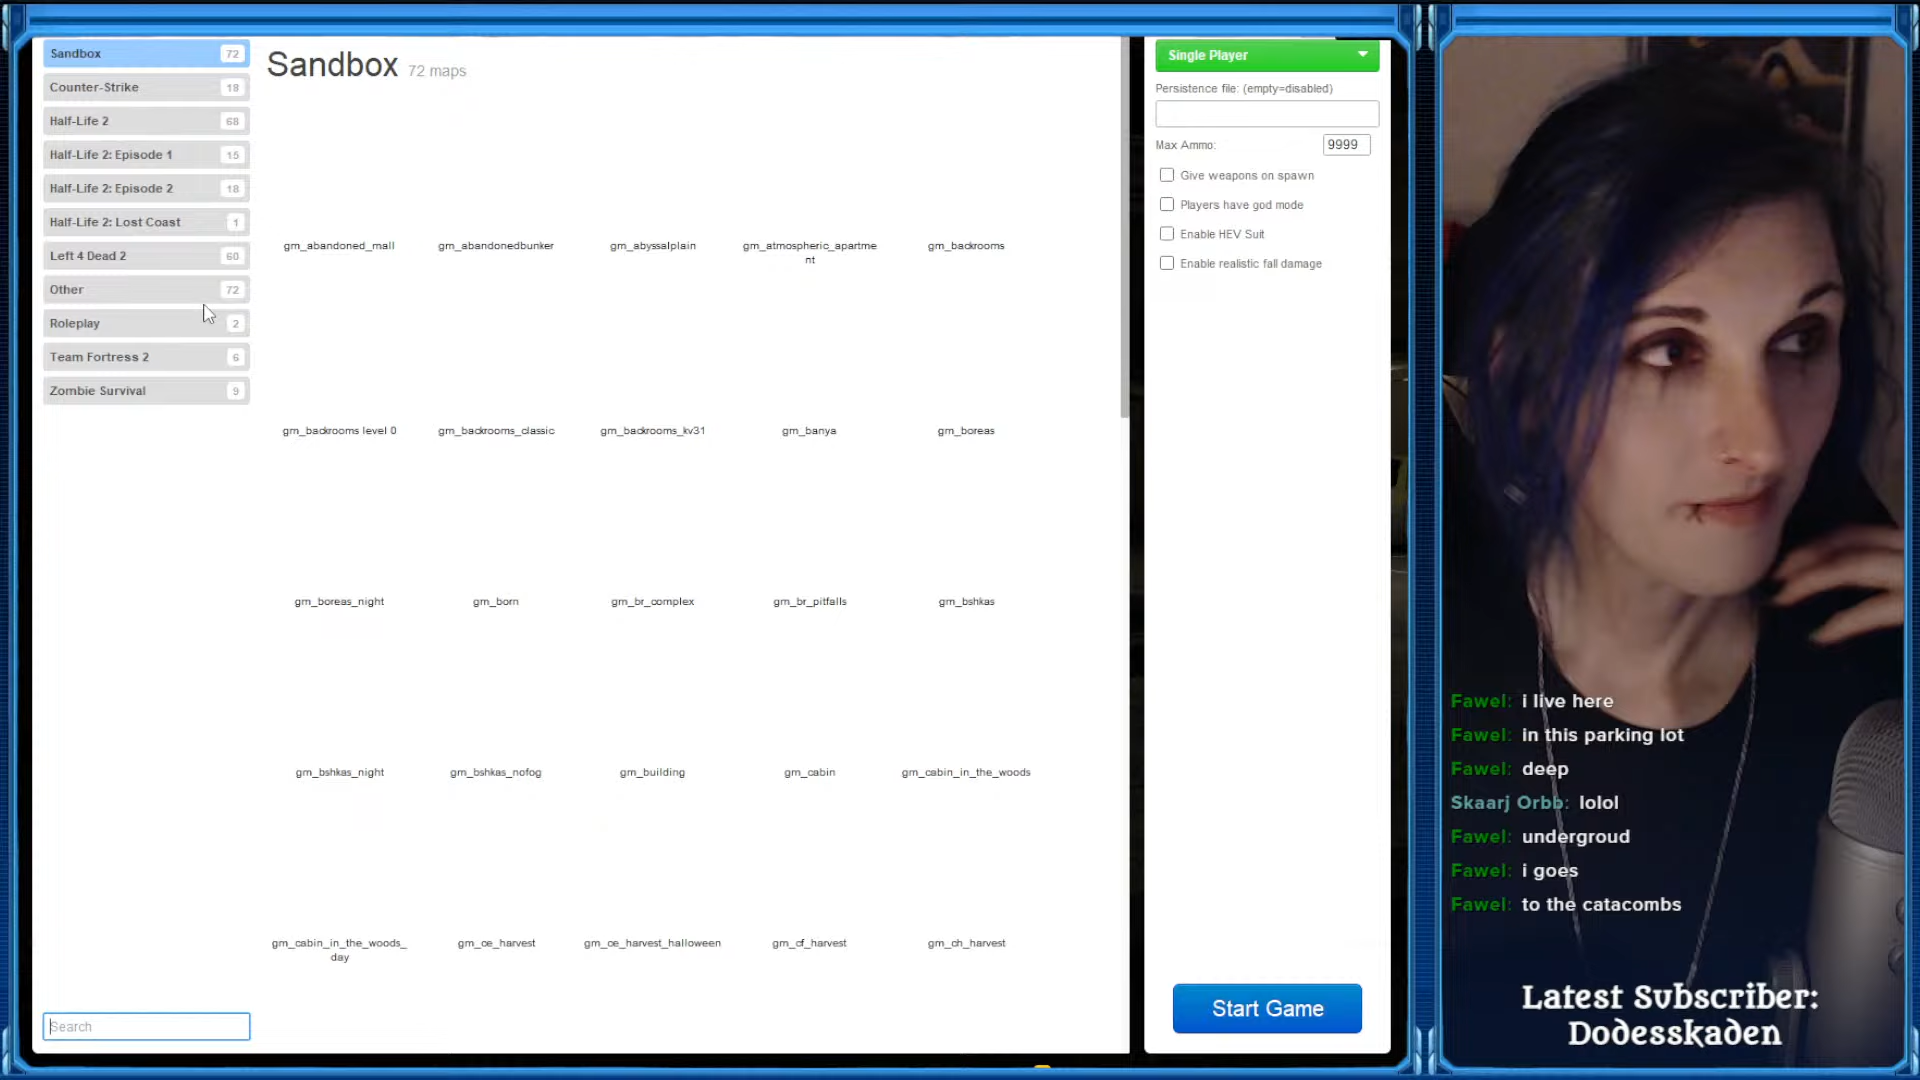 Sandbox 72
Counter-Strike 18
Half-Life 2 68
Half-Life 2: Episode 1 15
Half-Life 2: Episode 2 18
Half-Life 2: Lost Coast 1
Left 4 Dead 2 60
Other 72
Roleplay 2
Team Fortress 2 6
Zombie Survival 9
Search
Sandbox 72 maps
gm_abandoned_mall gm_abandonedbunker gm_abyssalplain gm_atmospheric_apartme gm_backrooms
nt
gm_backrooms level 0 gm_backrooms_classic gm_backrooms_kv31 gm_banya gm_boreas
gm_boreas_night gm_born gm_br_complex gm_br_pitfalls gm_bshkas
gm_bshkas_night gm_bshkas_nofog gm_building gm_cabin gm_cabin_in_the_woods
gm_cabin_in_the_woods_ gm_ce_harvest gm_ce_harvest_halloween gm_cf_harvest gm_ch_harvest
day
Single Player
Persistence file: (empty=disabled)
Max Ammo: 9999
Give weapons on spawn
Players have god mode
Enable HEV Suit
Enable realistic fall damage
Start Game
Fawel: i live here
Fawel: in this parking lot
Fawel: deep
Skaarj Orbb: lolol
Fawel: undergroud
Fawel: i goes
Fawel: to the catacombs
Latest Subscriber:
Dodesskaden